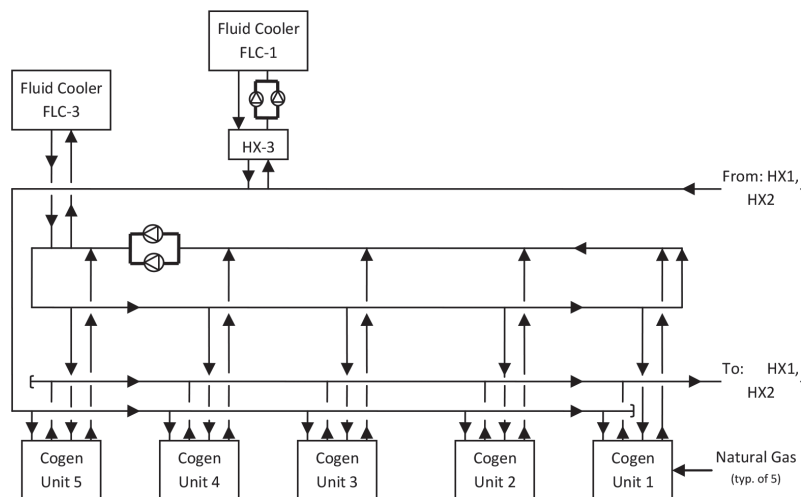 Fluid Cooler
FLC-1
Fluid Cooler
FLC-3
HX-3
From: HX1,
HX2
To: HX1,
HX2
Cogen
Unit 5
Cogen
Unit 4
Cogen
Unit 3
Cogen
Unit 2
Cogen
Unit 1
Natural Gas
(typ. of 5)